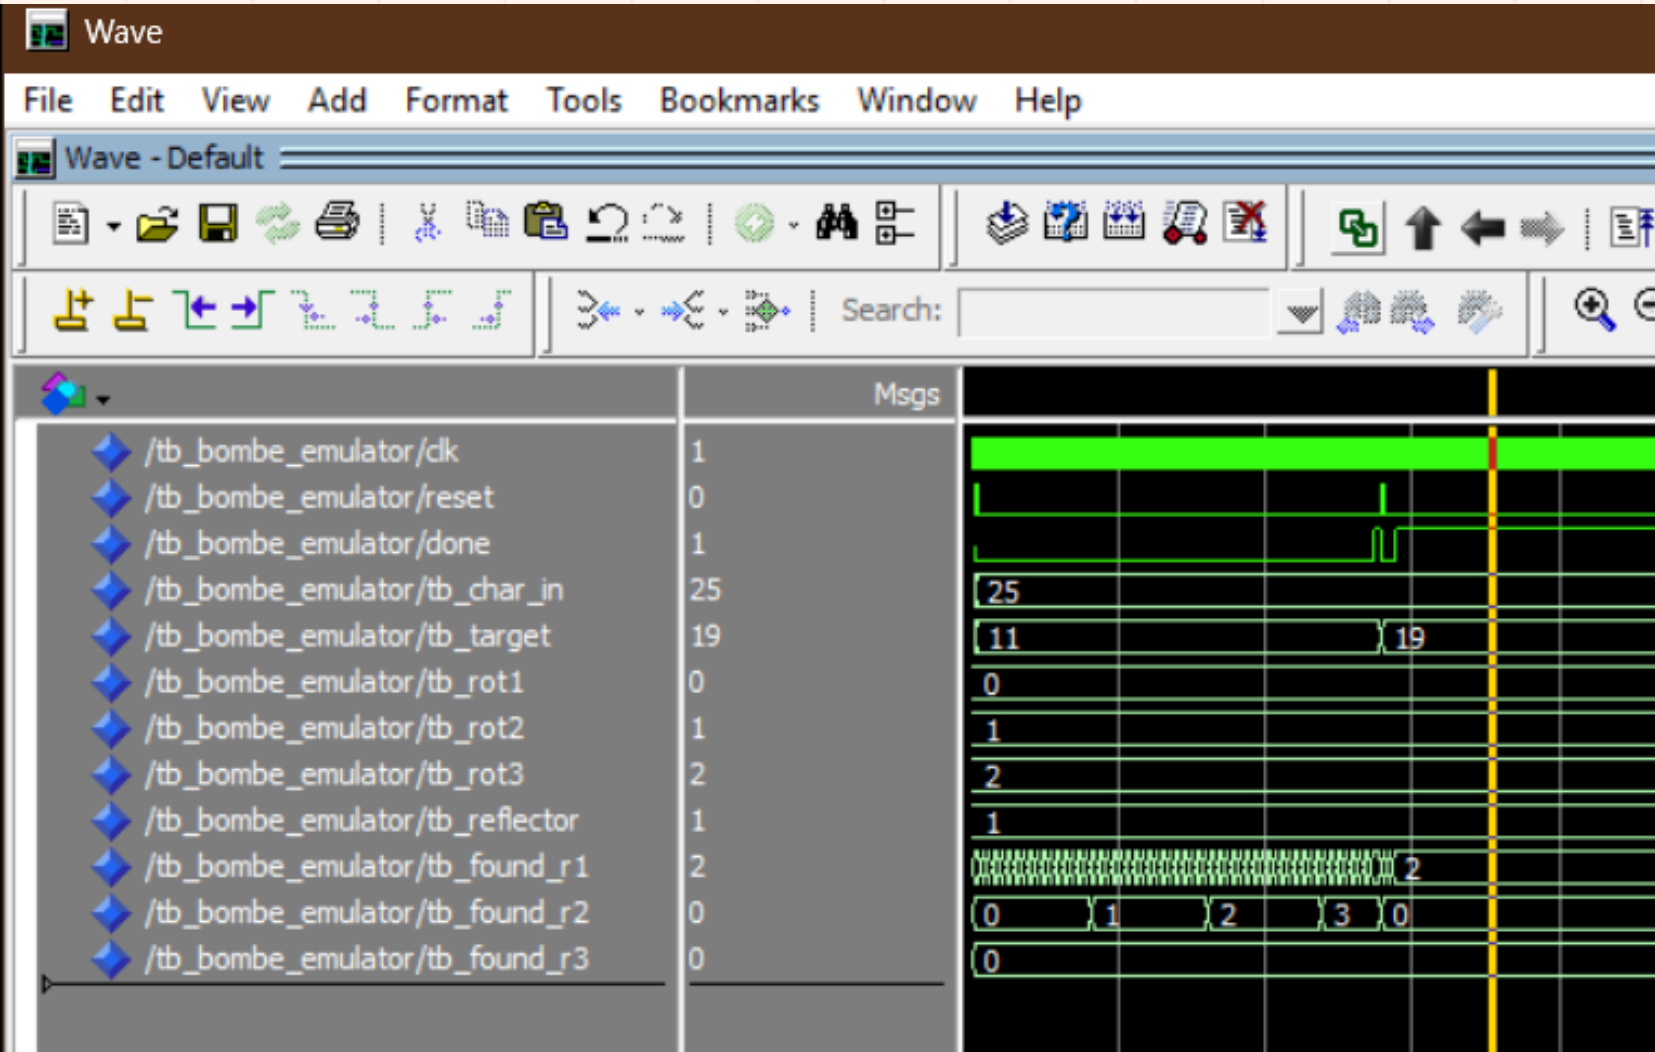 Wave
File Edit View Add Format Tools Bookmarks Window Help
Wave - Default
Search:
Msgs
/tb_bombe_emulator/clk 1
/tb_bombe_emulator/reset 0
/tb_bombe_emulator/done 1
/tb_bombe_emulator/tb_char_in 25 25
/tb_bombe_emulator/tb_target 19 11 19
/tb_bombe_emulator/tb_rot1 0 0
/tb_bombe_emulator/tb_rot2 1 1
/tb_bombe_emulator/tb_rot3 2 2
/tb_bombe_emulator/tb_reflector 1 1
/tb_bombe_emulator/tb_found_r1 2 2
/tb_bombe_emulator/tb_found_r2 0 0 1 2 3 0
/tb_bombe_emulator/tb_found_r3 0 0